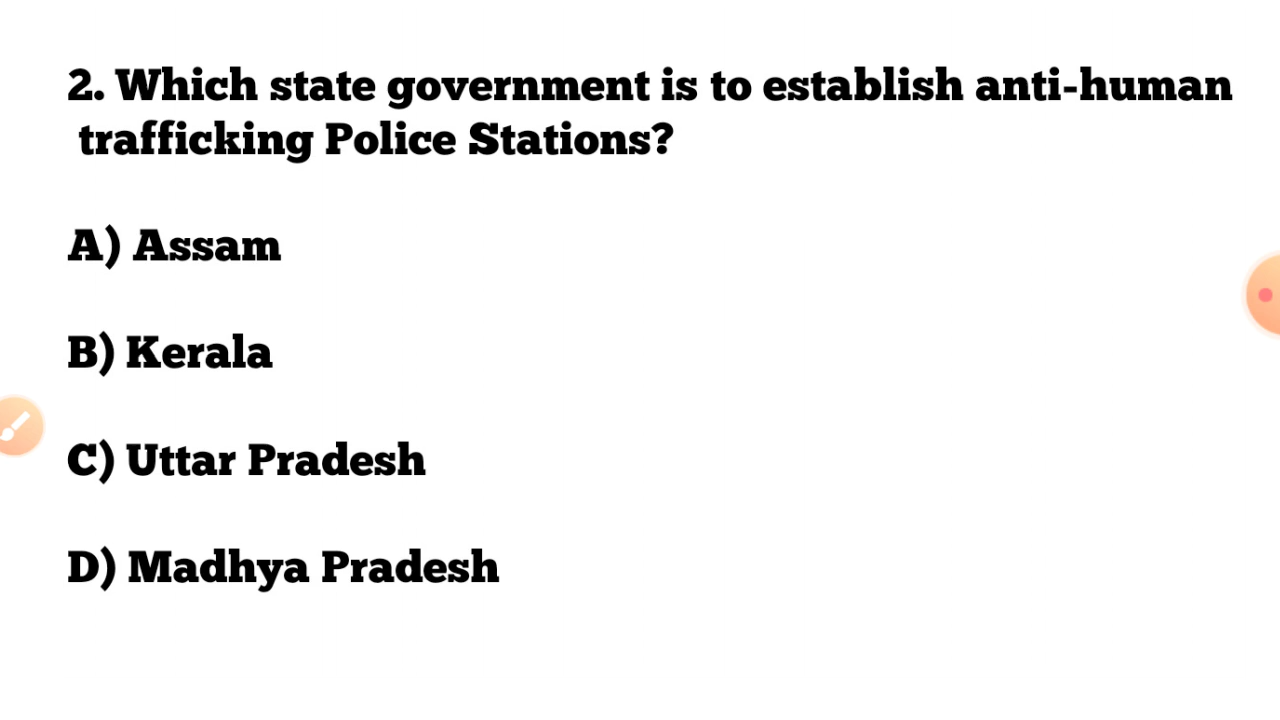 2. Which state government is to establish anti-human
trafficking Police Stations?
A) Assam
B) Kerala
C) Uttar Pradesh
D) Madhya Pradesh